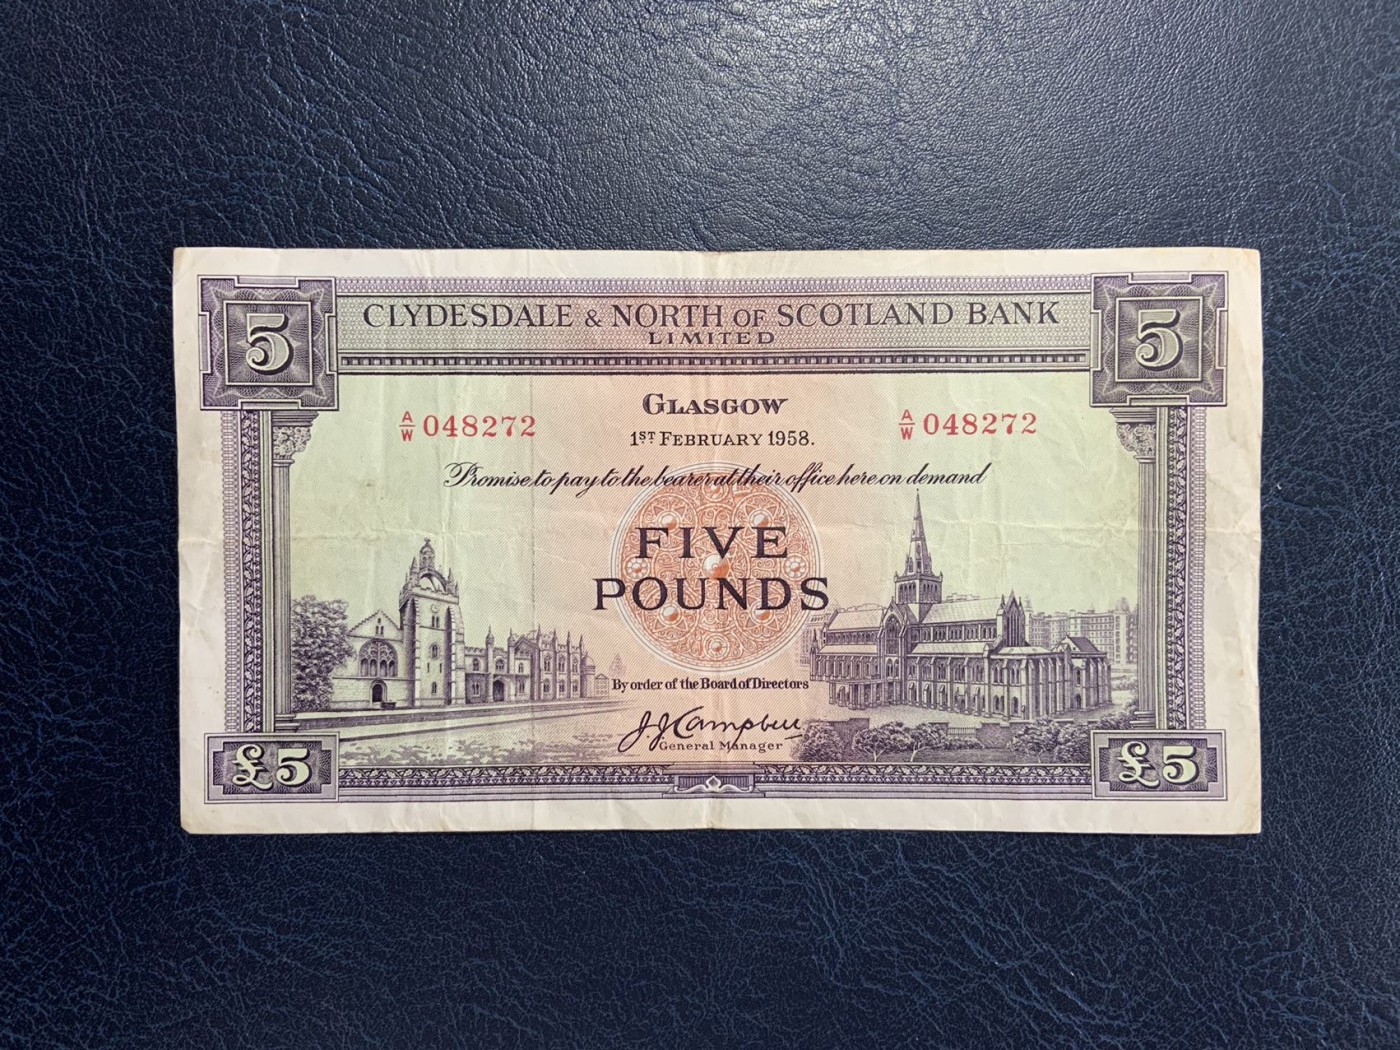 5 5
CLYDESDALE & NORTH OF SCOTLAND BANK
LIMITED
GLASGOW
A/W 048272 A/W 048272
1ST FEBRUARY 1958.
Promise to pay to the bearer at their office here on demand
FIVE
POUNDS
By order of the Board of Directors
J.J. Campbell
General Manager
£5 £5